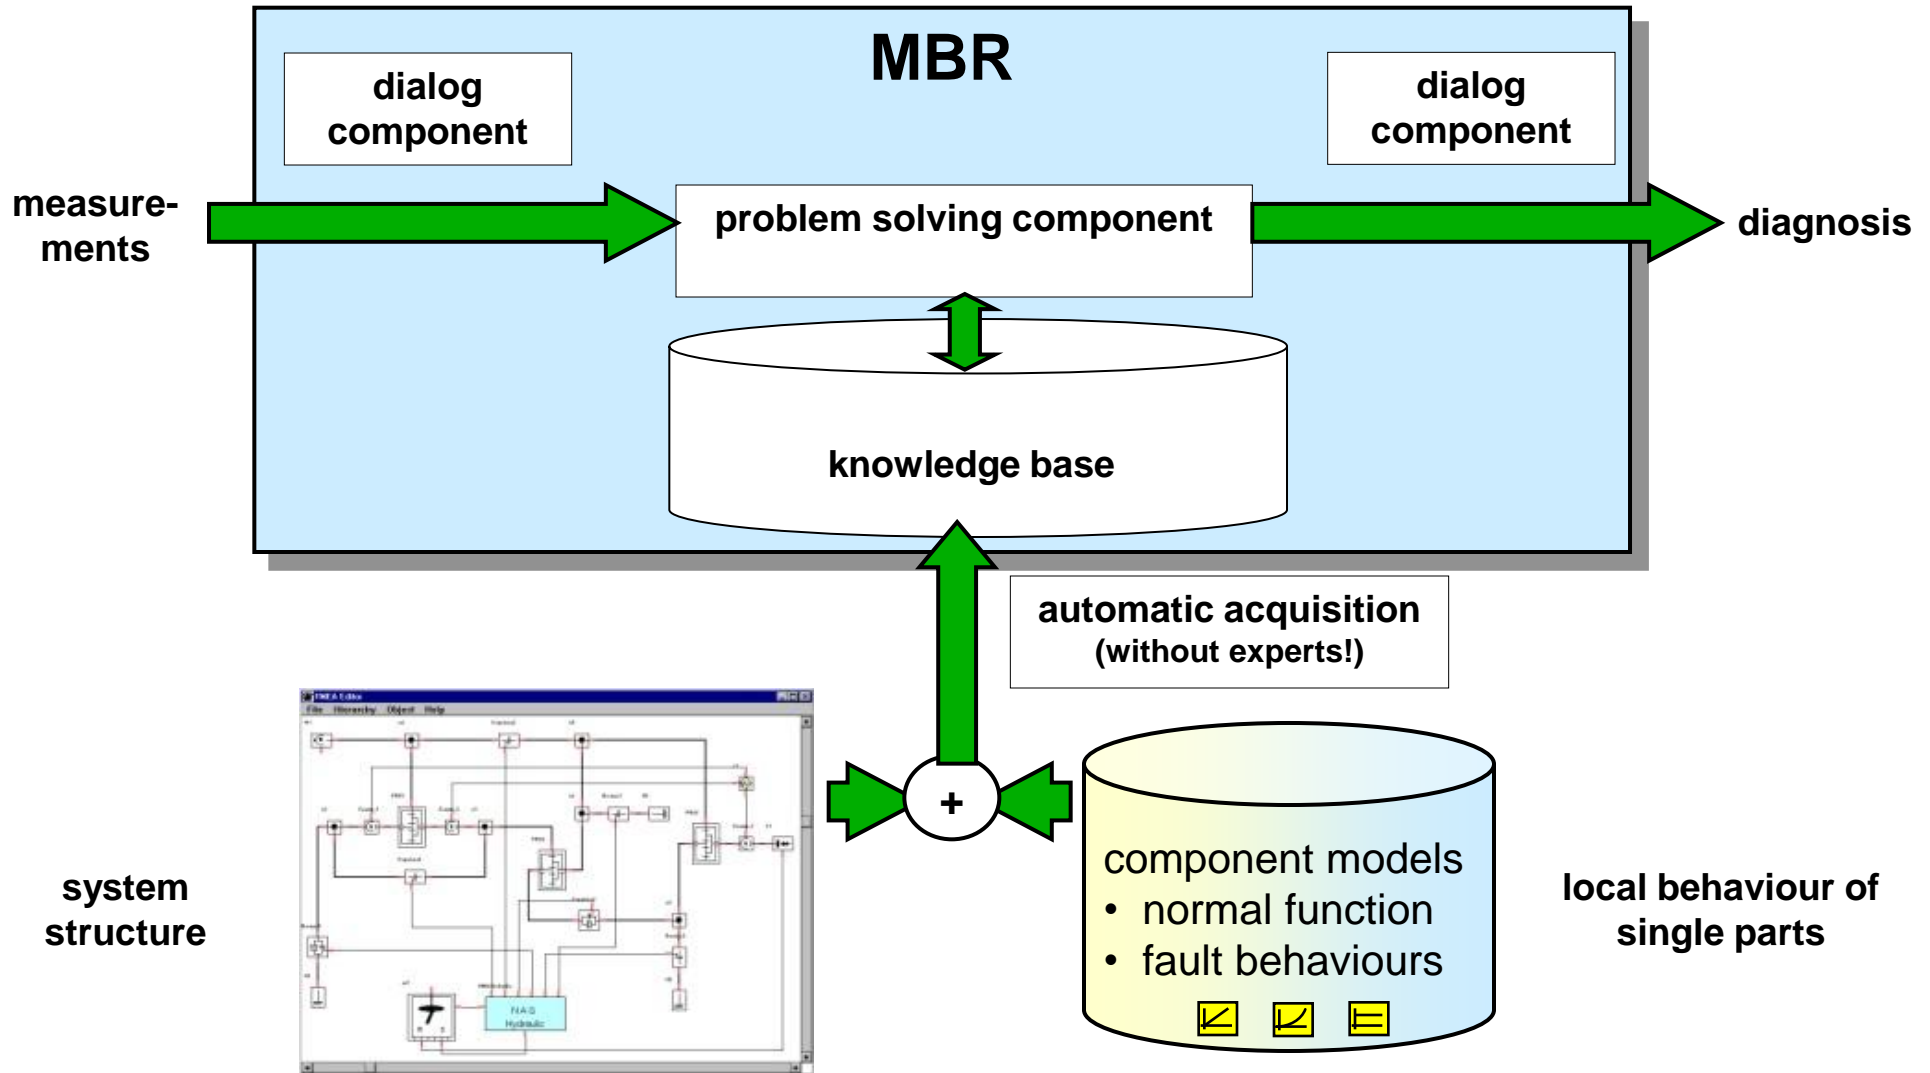 MBR
dialog
component
dialog
component
measure-
ments
problem solving component
diagnosis
knowledge base
automatic acquisition
(without experts!)
File Hierarchy Object Help
N A G
Hydraulic
+
system
structure
component models
• normal function
• fault behaviours
local behaviour of
single parts